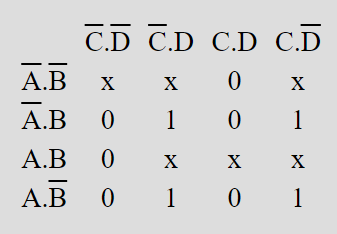 C̅.D̅ C̅.D C.D C.D̅
A̅.B̅ x x 0 x
A̅.B 0 1 0 1
A.B 0 x x x
A.B̅ 0 1 0 1